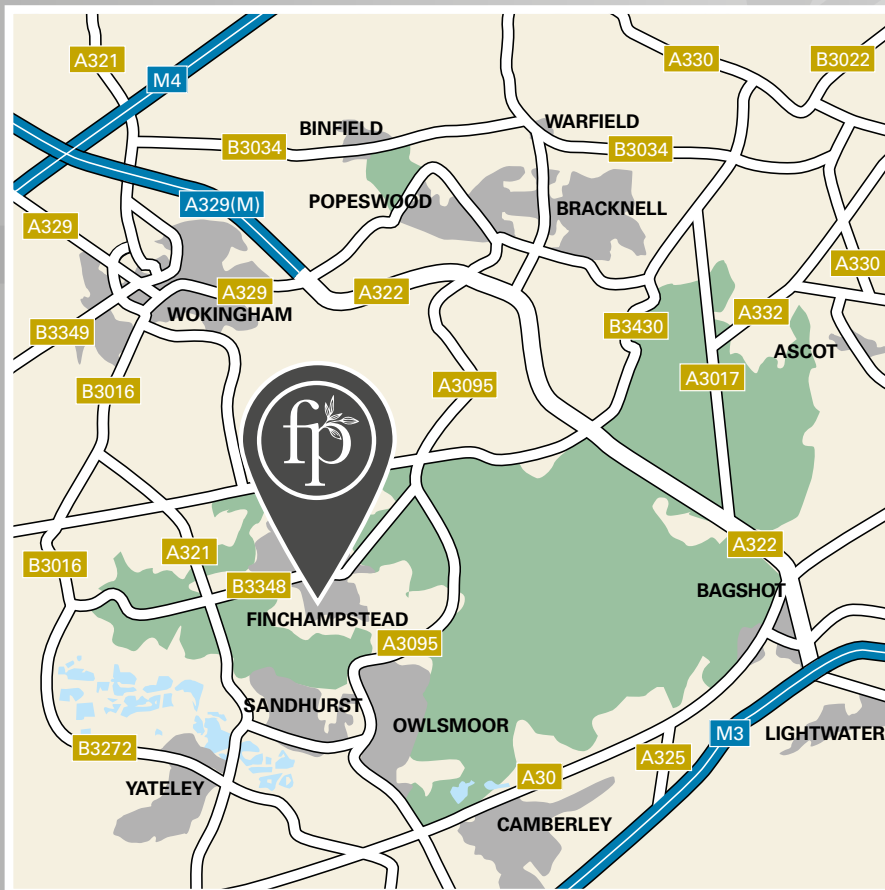 A321
A330
B3022
M4
BINFIELD
WARFIELD
B3034
B3034
A329(M)
POPESWOOD
BRACKNELL
A329
A330
A329
A322
WOKINGHAM
A332
B3349
B3430
ASCOT
B3016
A3095
A3017
fp
A322
A321
B3016
B3348
BAGSHOT
FINCHAMPSTEAD
A3095
SANDHURST
OWLSMOOR
M3
LIGHTWATER
B3272
A325
A30
YATELEY
CAMBERLEY